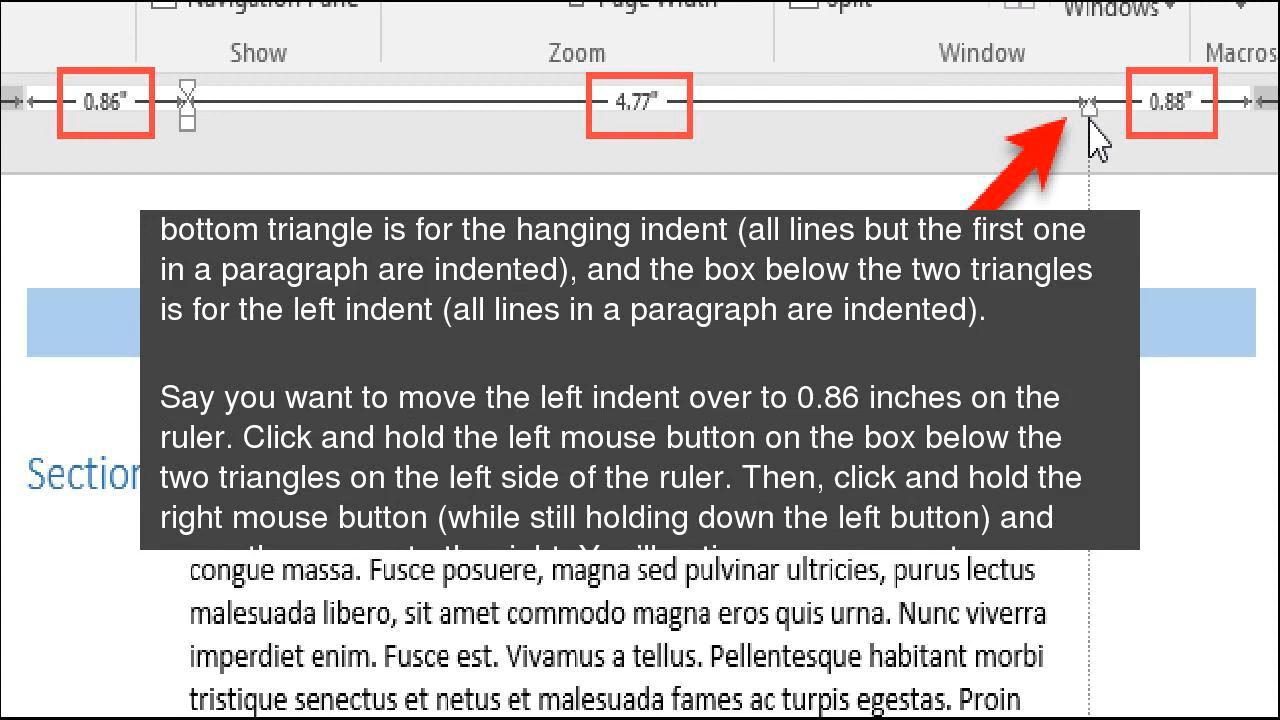 Navigation Pane
Page Width
Split
Windows
Show
Zoom
Window
Macros
0.86"
4.77"
0.88"
bottom triangle is for the hanging indent (all lines but the first one
in a paragraph are indented), and the box below the two triangles
is for the left indent (all lines in a paragraph are indented).
Say you want to move the left indent over to 0.86 inches on the
ruler. Click and hold the left mouse button on the box below the
two triangles on the left side of the ruler. Then, click and hold the
right mouse button (while still holding down the left button) and
Section
congue massa. Fusce posuere, magna sed pulvinar ultricies, purus lectus
malesuada libero, sit amet commodo magna eros quis urna. Nunc viverra
imperdiet enim. Fusce est. Vivamus a tellus. Pellentesque habitant morbi
tristique senectus et netus et malesuada fames ac turpis egestas. Proin